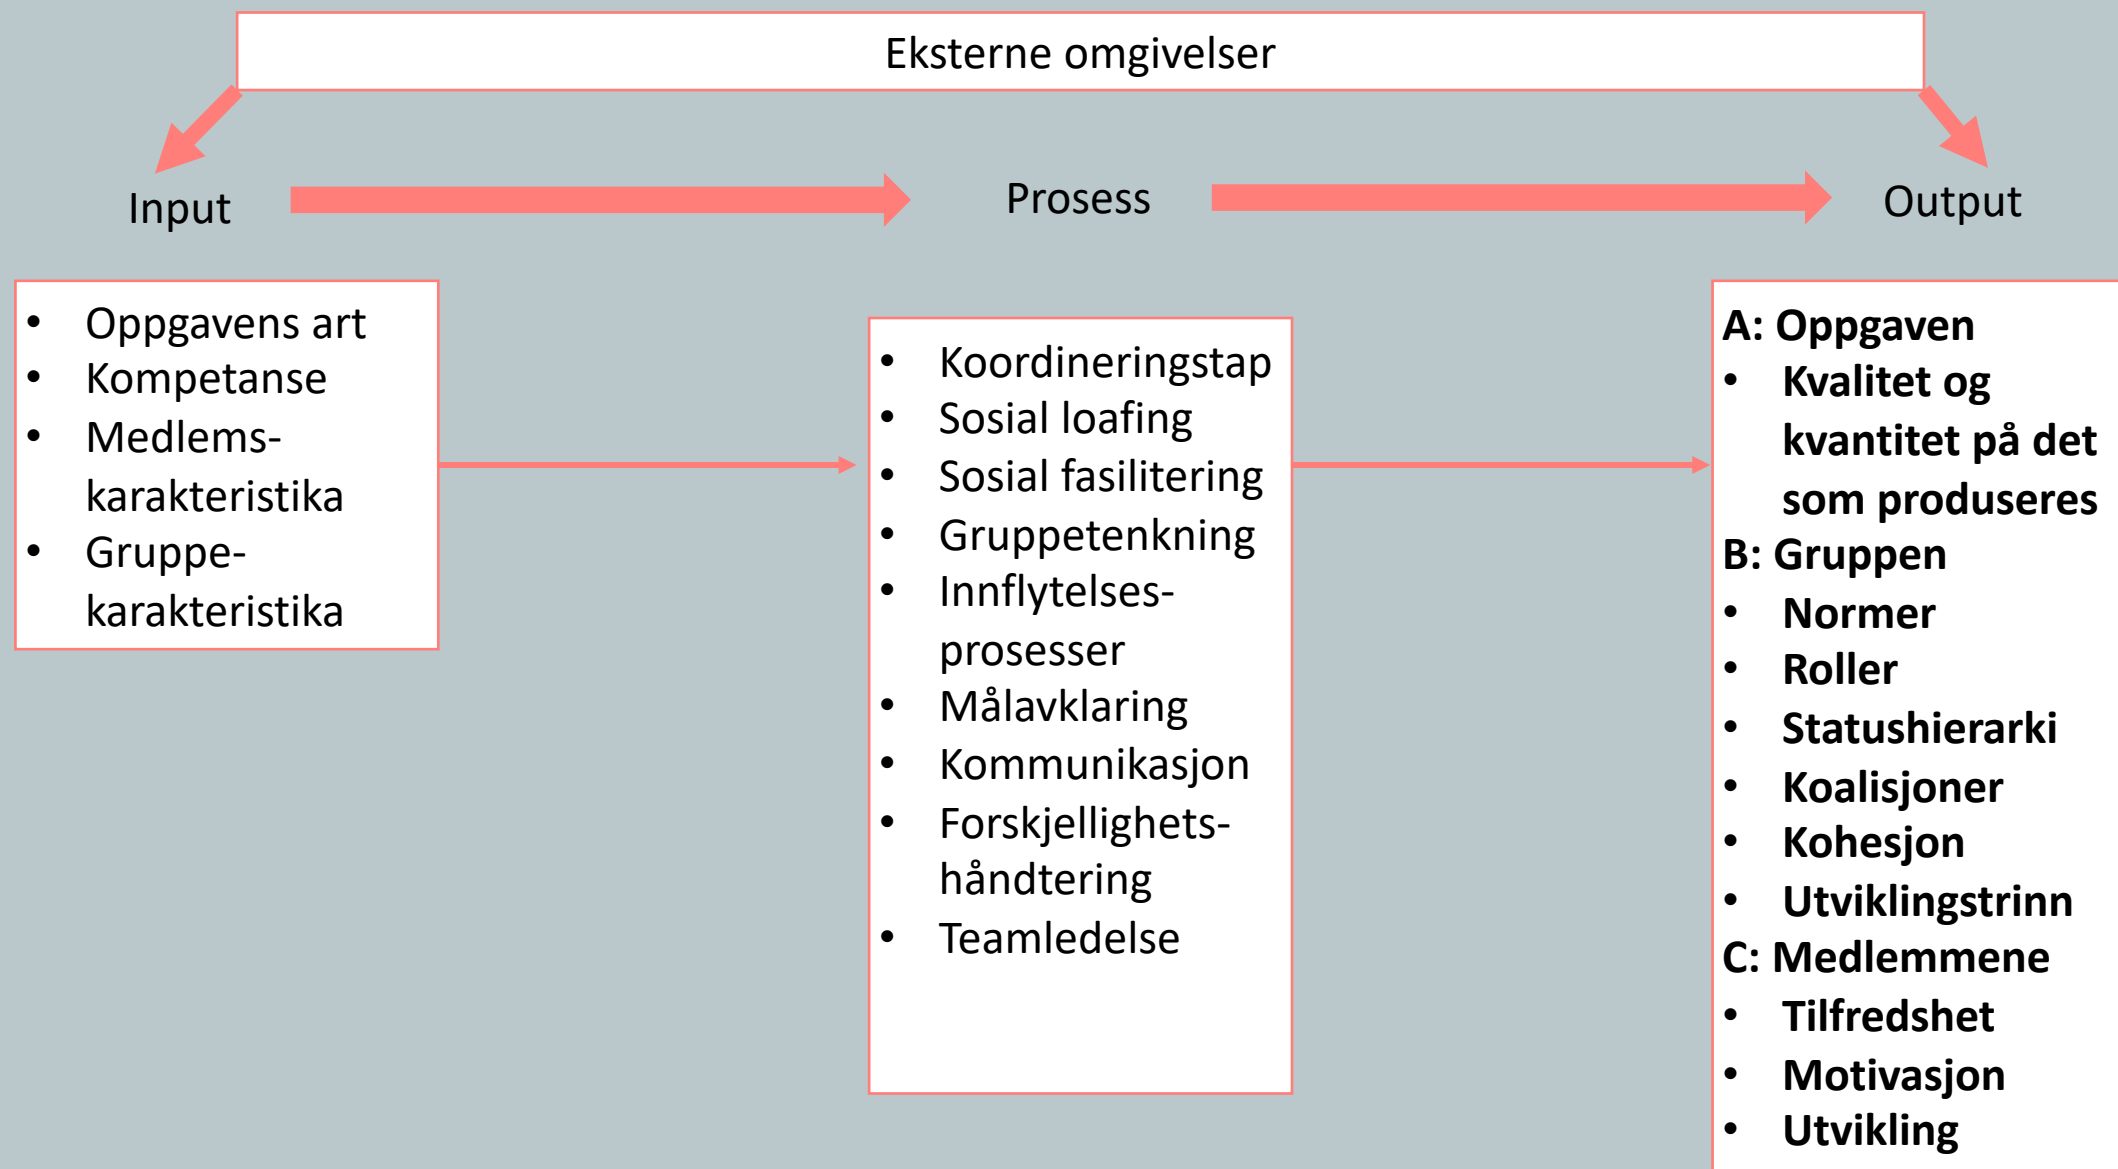 Eksterne omgivelser
Input
Prosess
Output
• Oppgavens art
• Kompetanse
• Medlems-
karakteristika
• Gruppe-
karakteristika
• Koordineringstap
• Sosial loafing
• Sosial fasilitering
• Gruppetenkning
• Innflytelses-
prosesser
• Målavklaring
• Kommunikasjon
• Forskjellighets-
håndtering
• Teamledelse
A: Oppgaven
• Kvalitet og
kvantitet på det
som produseres
B: Gruppen
• Normer
• Roller
• Statushierarki
• Koalisjoner
• Kohesjon
• Utviklingstrinn
C: Medlemmene
• Tilfredshet
• Motivasjon
• Utvikling